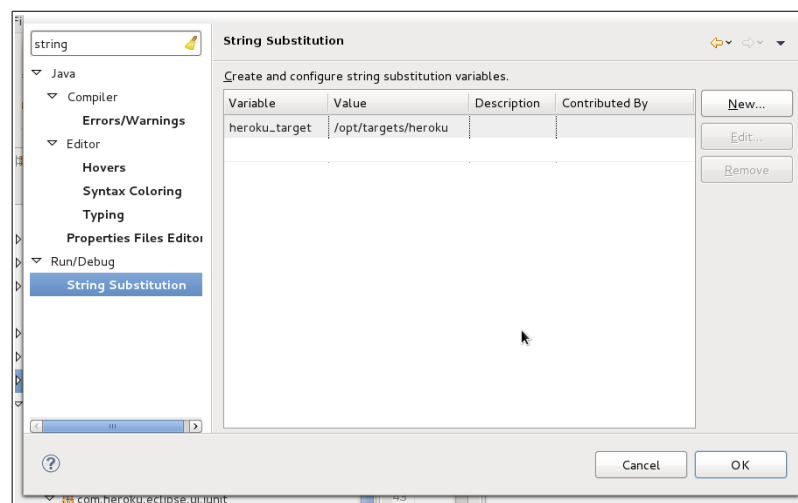 Fi
string
String Substitution
Java
Compiler
Errors/Warnings
Editor
Hovers
Syntax Coloring
Typing
Properties Files Editor
Run/Debug
String Substitution
Create and configure string substitution variables.
Variable Value Description Contributed By
heroku_target /opt/targets/heroku
New...
Edit...
Remove
Cancel
OK
com.heroku.eclipse.ui.junit
43